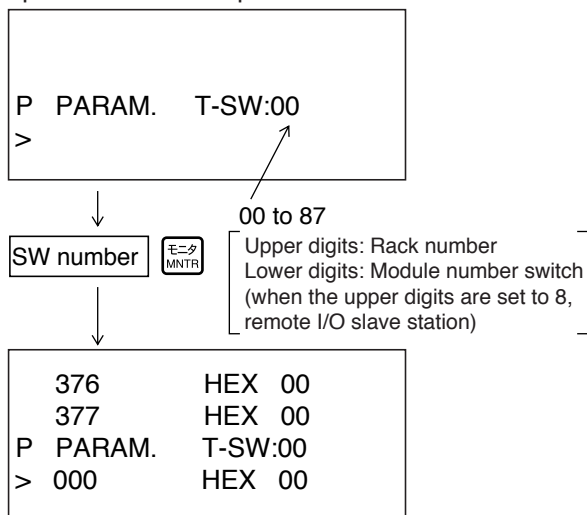 P PARAM. T-SW:00
>
00 to 87
SW number モニタ MNTR
Upper digits: Rack number
Lower digits: Module number switch
(when the upper digits are set to 8,
remote I/O slave station)
376 HEX 00
377 HEX 00
P PARAM. T-SW:00
> 000 HEX 00